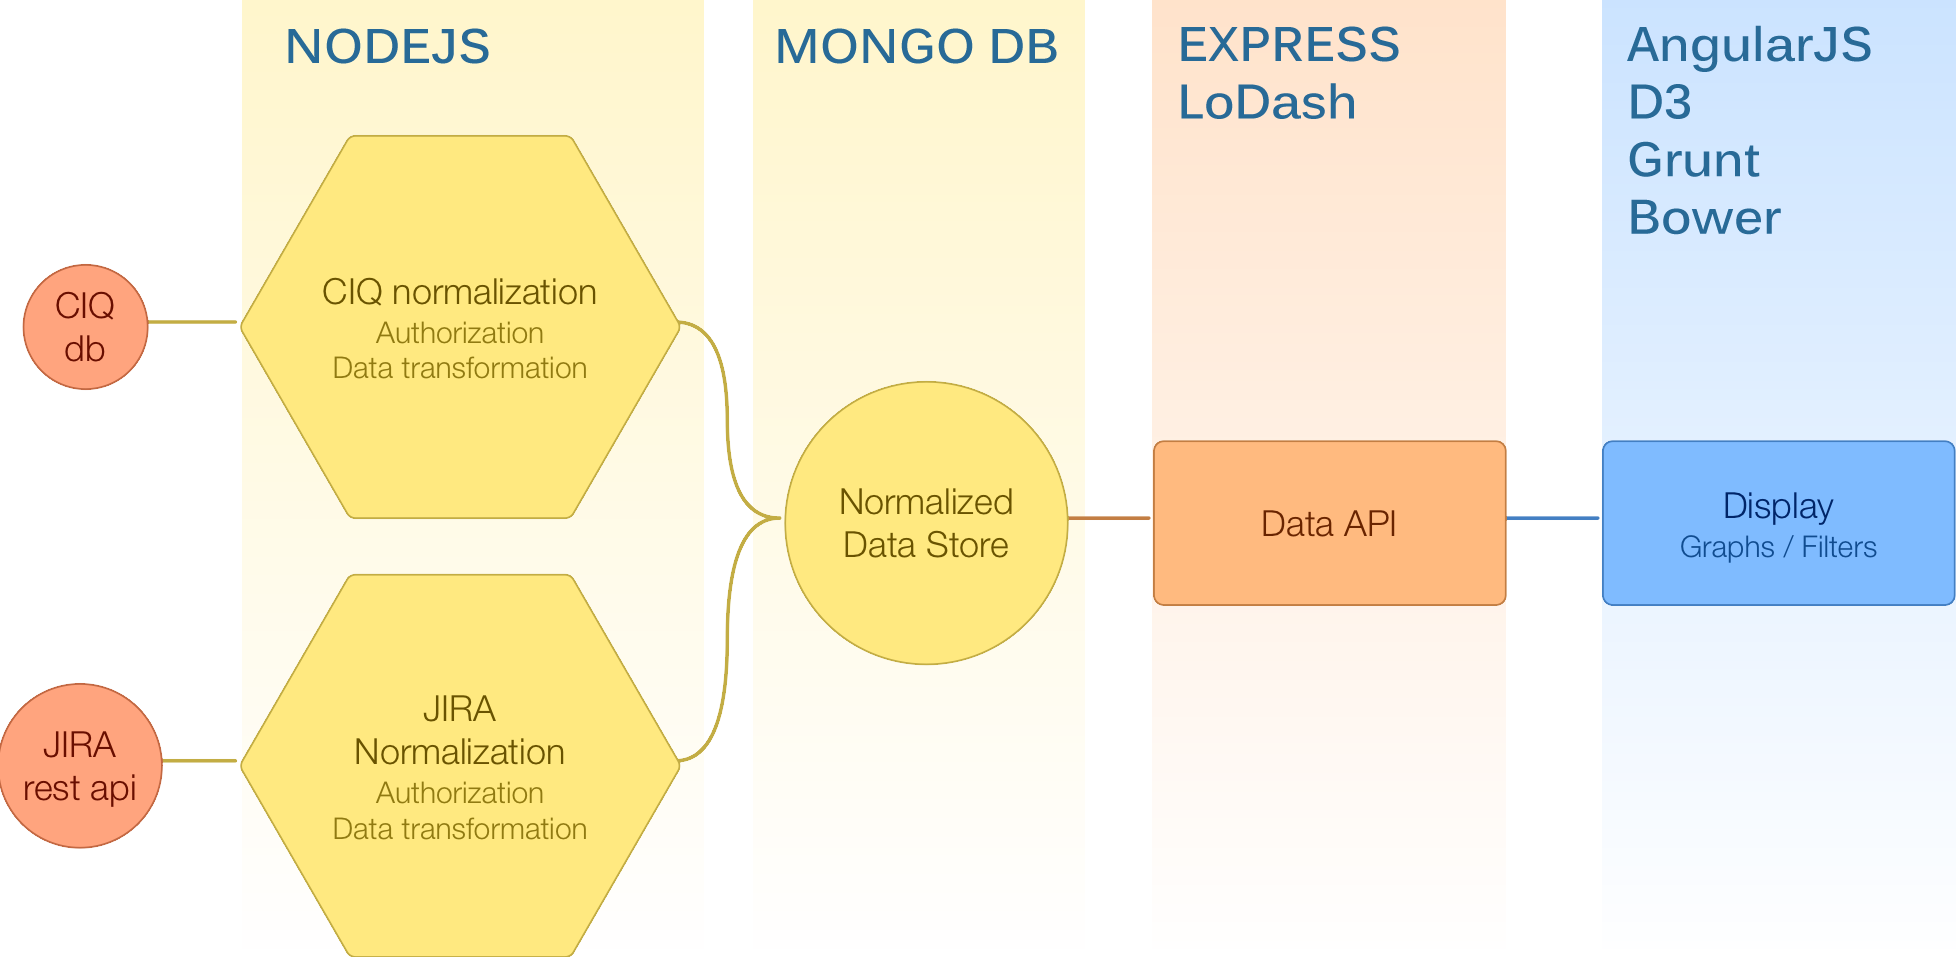 NODEJS
MONGO DB
EXPRESS
LoDash
AngularJS
D3
Grunt
Bower
CIQ
db
CIQ normalization
Authorization
Data transformation
Normalized
Data Store
Data API
Display
Graphs / Filters
JIRA
rest api
JIRA
Normalization
Authorization
Data transformation